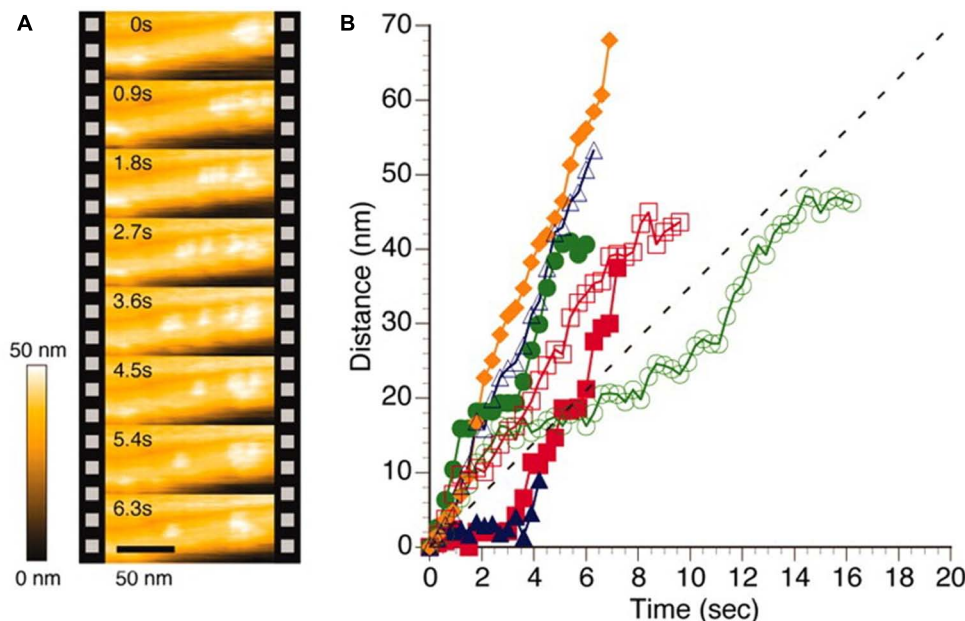 A
0s
0.9s
1.8s
2.7s
3.6s
4.5s
5.4s
6.3s
50 nm
50 nm
0 nm
B
Distance (nm)
70
60
50
40
30
20
10
0
0 2 4 6 8 10 12 14 16 18 20
Time (sec)